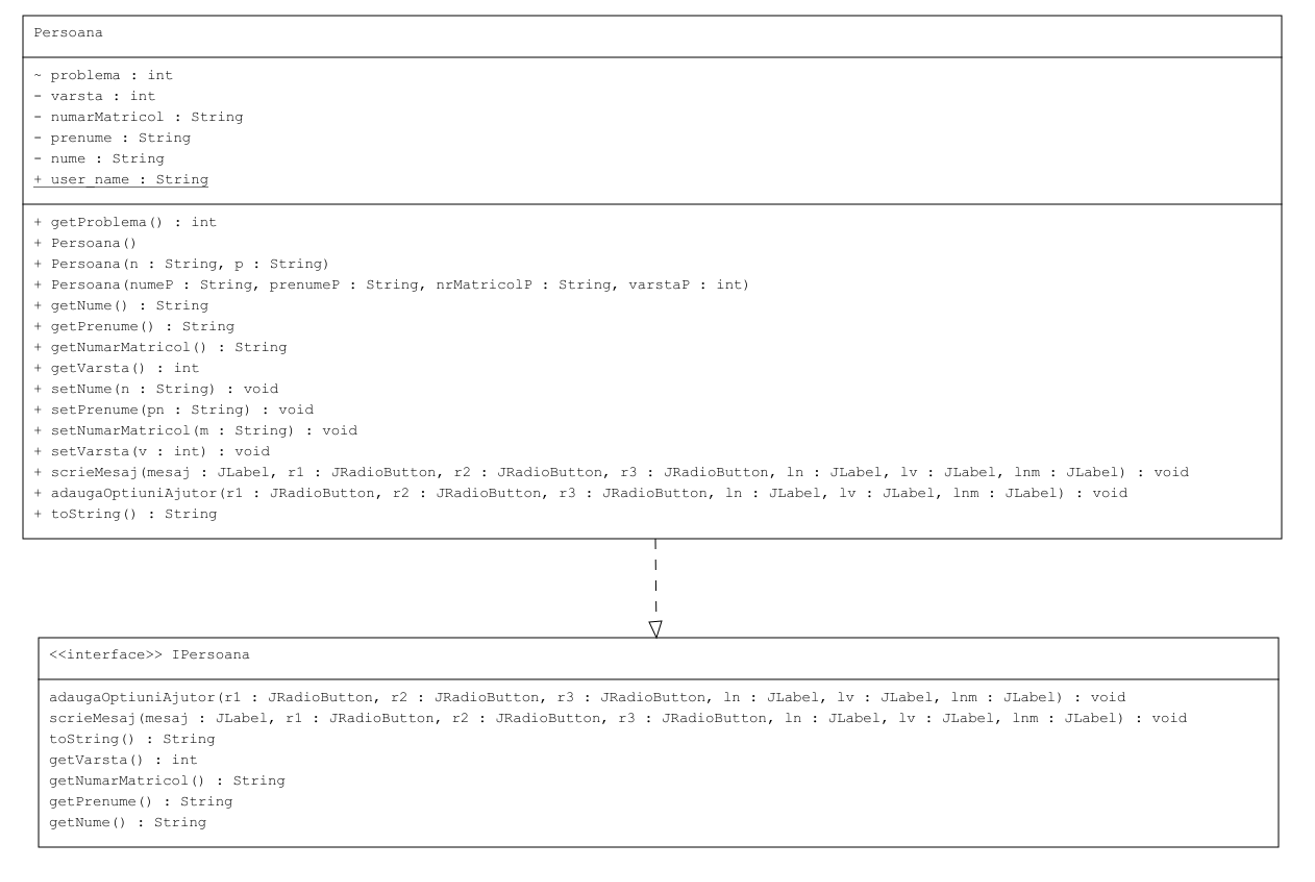 Persoana
~ problema : int
- varsta : int
- numarMatricol : String
- prenume : String
- nume : String
+ user_name : String
+ getProblema() : int
+ Persoana()
+ Persoana(n : String, p : String)
+ Persoana(numeP : String, prenumeP : String, nrMatricolP : String, varstaP : int)
+ getNume() : String
+ getPrenume() : String
+ getNumarMatricol() : String
+ getVarsta() : int
+ setNume(n : String) : void
+ setPrenume(pn : String) : void
+ setNumarMatricol(m : String) : void
+ setVarsta(v : int) : void
+ scrieMesaj(mesaj : JLabel, r1 : JRadioButton, r2 : JRadioButton, r3 : JRadioButton, ln : JLabel, lv : JLabel, lnm : JLabel) : void
+ adaugaOptiuniAjutor(r1 : JRadioButton, r2 : JRadioButton, r3 : JRadioButton, ln : JLabel, lv : JLabel, lnm : JLabel) : void
+ toString() : String
<<interface>> IPersoana
adaugaOptiuniAjutor(r1 : JRadioButton, r2 : JRadioButton, r3 : JRadioButton, ln : JLabel, lv : JLabel, lnm : JLabel) : void
scrieMesaj(mesaj : JLabel, r1 : JRadioButton, r2 : JRadioButton, r3 : JRadioButton, ln : JLabel, lv : JLabel, lnm : JLabel) : void
toString() : String
getVarsta() : int
getNumarMatricol() : String
getPrenume() : String
getNume() : String